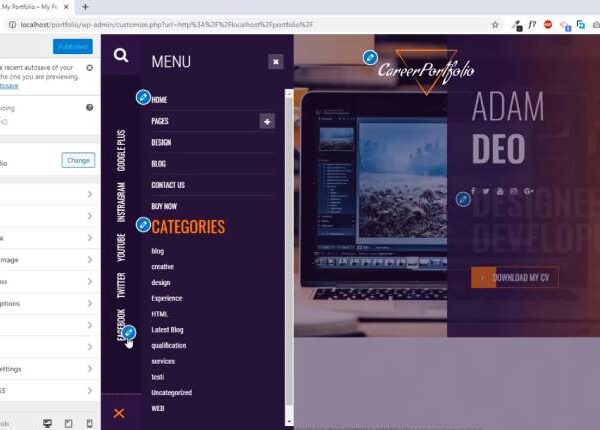 My Portfolio – My Po
localhost/portfolio/wp-admin/customize.php?url=http%3A%2F%2Flocalhost%2Fportfolio%2F
Published
e recent autosave of your
the one you are previewing.
utosave
izing
Change
mage
ptions
ettings
SS
MENU
HOME
PAGES
DESIGN
BLOG
CONTACT US
BUY NOW
CATEGORIES
blog
creative
design
Experience
HTML
Latest Blog
qualification
services
testi
Uncategorized
WEB
GOOGLE PLUS
INSTAGRAM
YOUTUBE
TWITTER
FACEBOOK
CareerPortfolio
ADAM
DEO
DESIGNER
DEVELOP
DOWNLOAD MY CV